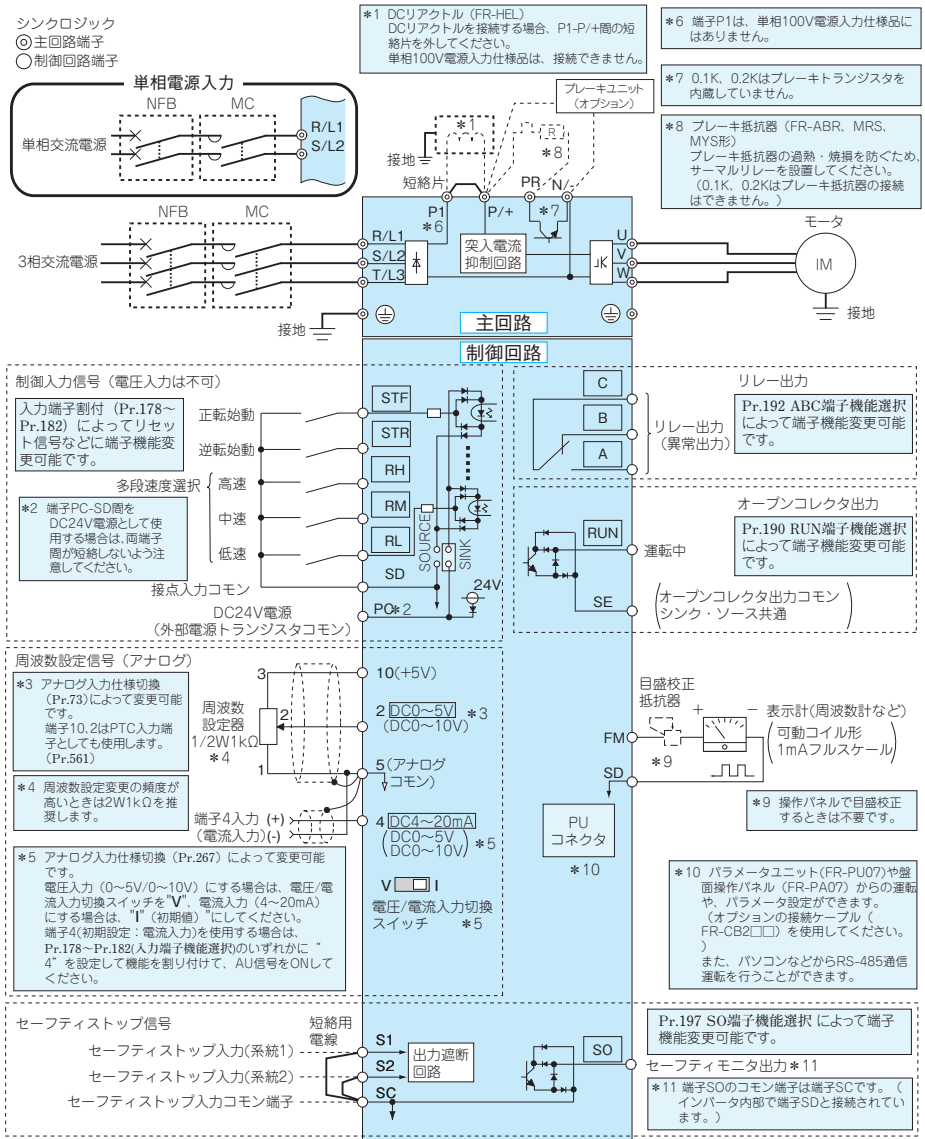 シンクロジック
◎主回路端子
○制御回路端子
＊1 DCリアクトル（FR-HEL）
DCリアクトルを接続する場合、P1-P/+間の短
絡片を外してください。
単相100V電源入力仕様品は、接続できません。
＊6 端子P1は、単相100V電源入力仕様品に
はありません。
＊7 0.1K、0.2Kはブレーキトランジスタを
内蔵していません。
＊8 ブレーキ抵抗器（FR-ABR、MRS、
MYS形）
ブレーキ抵抗器の過熱・焼損を防ぐため、
サーマルリレーを設置してください。
（0.1K、0.2Kはブレーキ抵抗器の接続
はできません。）
単相電源入力
NFB
MC
単相交流電源
R/L1
S/L2
ブレーキユニット
（オプション）
＊1
R
＊8
接地
短絡片
PR
N/-
P1
＊6
P/+
＊7
NFB
MC
3相交流電源
R/L1
S/L2
T/L3
突入電流
抑制回路
U
V
W
モータ
IM
接地
接地
主回路
制御回路
制御入力信号（電圧入力は不可）
入力端子割付（Pr.178～
Pr.182）によってリセッ
ト信号などに端子機能変
更可能です。
正転始動
逆転始動
多段速度選択
高速
中速
低速
＊2 端子PC-SD間を
DC24V電源として使
用する場合は、両端子
間が短絡しないよう注
意してください。
接点入力コモン
DC24V電源
（外部電源トランジスタコモン）
STF
STR
RH
RM
RL
SD
PC＊2
SOURCE
SINK
24V
C
B
A
リレー出力
リレー出力
（異常出力）
Pr.192 ABC端子機能選択
によって端子機能変更可能
です。
オープンコレクタ出力
RUN
運転中
Pr.190 RUN端子機能選択
によって端子機能変更可能
です。
SE
オープンコレクタ出力コモン
シンク・ソース共通
周波数設定信号（アナログ）
＊3 アナログ入力仕様切換
（Pr.73）によって変更可能
です。
端子10、2はPTC入力端
子としても使用します。
（Pr.561）
＊4 周波数設定変更の頻度が
高いときは2W1kΩを推
奨します。
周波数
設定器
1/2W1kΩ
＊4
3
2
1
10(+5V)
2 DC0～5V
(DC0～10V) ＊3
5(アナログ
コモン)
端子4入力 (+)
(電流入力)(-)
4 DC4～20mA
(DC0～5V
DC0～10V) ＊5
＊5 アナログ入力仕様切換（Pr.267）によって変更可能
です。
電圧入力（0～5V/0～10V）にする場合は、電圧/電
流入力切換スイッチを"V"、電流入力（4～20mA）
にする場合は、"I"（初期値）"にしてください。
端子4(初期設定：電流入力)を使用する場合は、
Pr.178～Pr.182(入力端子機能選択)のいずれかに“
4”を設定して機能を割り付けて、AU信号をONして
ください。
V I
電圧/電流入力切換
スイッチ ＊5
目盛校正
抵抗器
FM
＊9
+
−
表示計(周波数計など)
可動コイル形
1mAフルスケール
SD
PU
コネクタ
＊10
＊9 操作パネルで目盛校正
するときは不要です。
＊10 パラメータユニット(FR-PU07)や盤
面操作パネル（FR-PA07）からの運転
や、パラメータ設定ができます。
（オプションの接続ケーブル（
FR-CB2□□）を使用してください。
）
また、パソコンなどからRS-485通信
運転を行うことができます。
セーフティストップ信号
短絡用
電線
セーフティストップ入力(系統1)
セーフティストップ入力(系統2)
セーフティストップ入力コモン端子
S1
S2
SC
出力遮断
回路
SO
セーフティモニタ出力＊11
Pr.197 SO端子機能選択 によって端子
機能変更可能です。
＊11 端子SOのコモン端子は端子SCです。（
インバータ内部で端子SDと接続されてい
ます。）